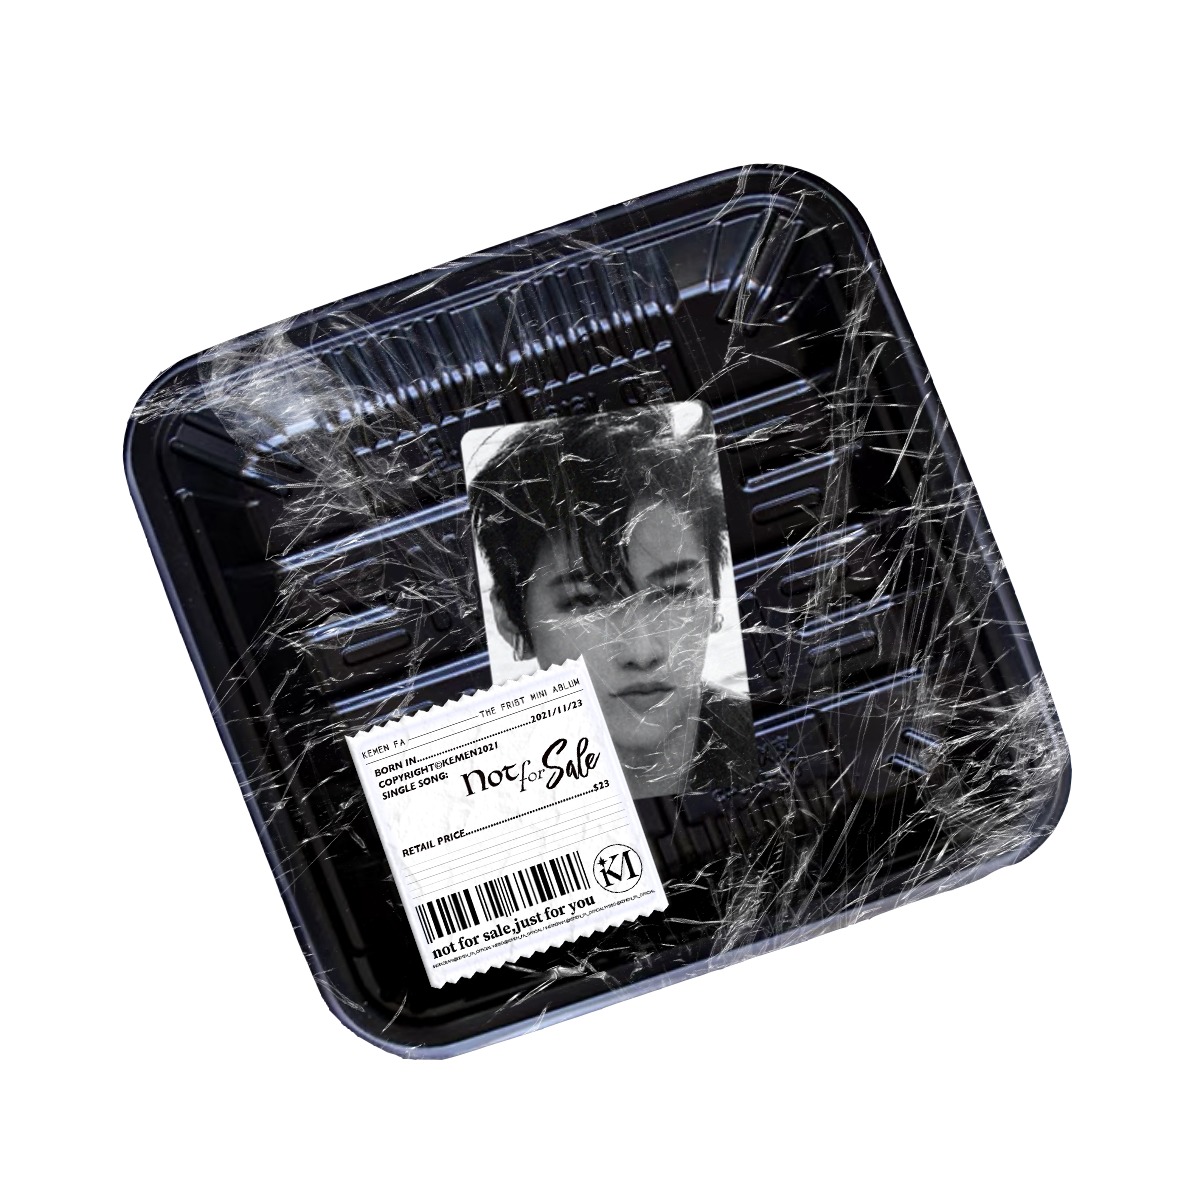 KEMEN FA THE FRIST MINI ABLUM
BORN IN................................2021/11/23
COPYRIGHT©KEMEN2021
SINGLE SONG: not for Sale
RETAIL PRICE................................$23
KM
not for sale,just for you